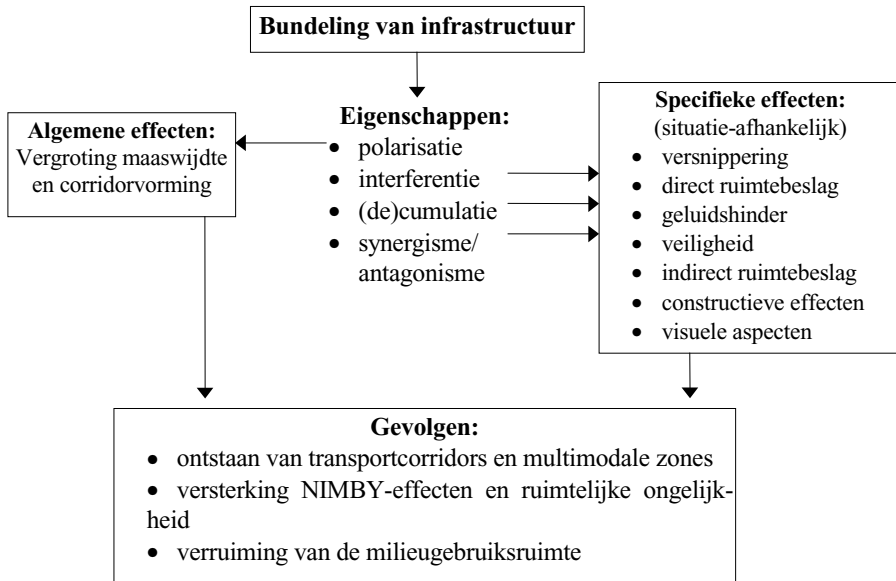 Bundeling van infrastructuur
Algemene effecten:
Vergroting maaswijdte
en corridorvorming
Eigenschappen:
• polarisatie
• interferentie
• (de)cumulatie
• synergisme/
antagonisme
Specifieke effecten:
(situatie-afhankelijk)
• versnippering
• direct ruimtebeslag
• geluidshinder
• veiligheid
• indirect ruimtebeslag
• constructieve effecten
• visuele aspecten
Gevolgen:
• ontstaan van transportcorridors en multimodale zones
• versterking NIMBY-effecten en ruimtelijke ongelijk-
heid
• verruiming van de milieugebruiksruimte